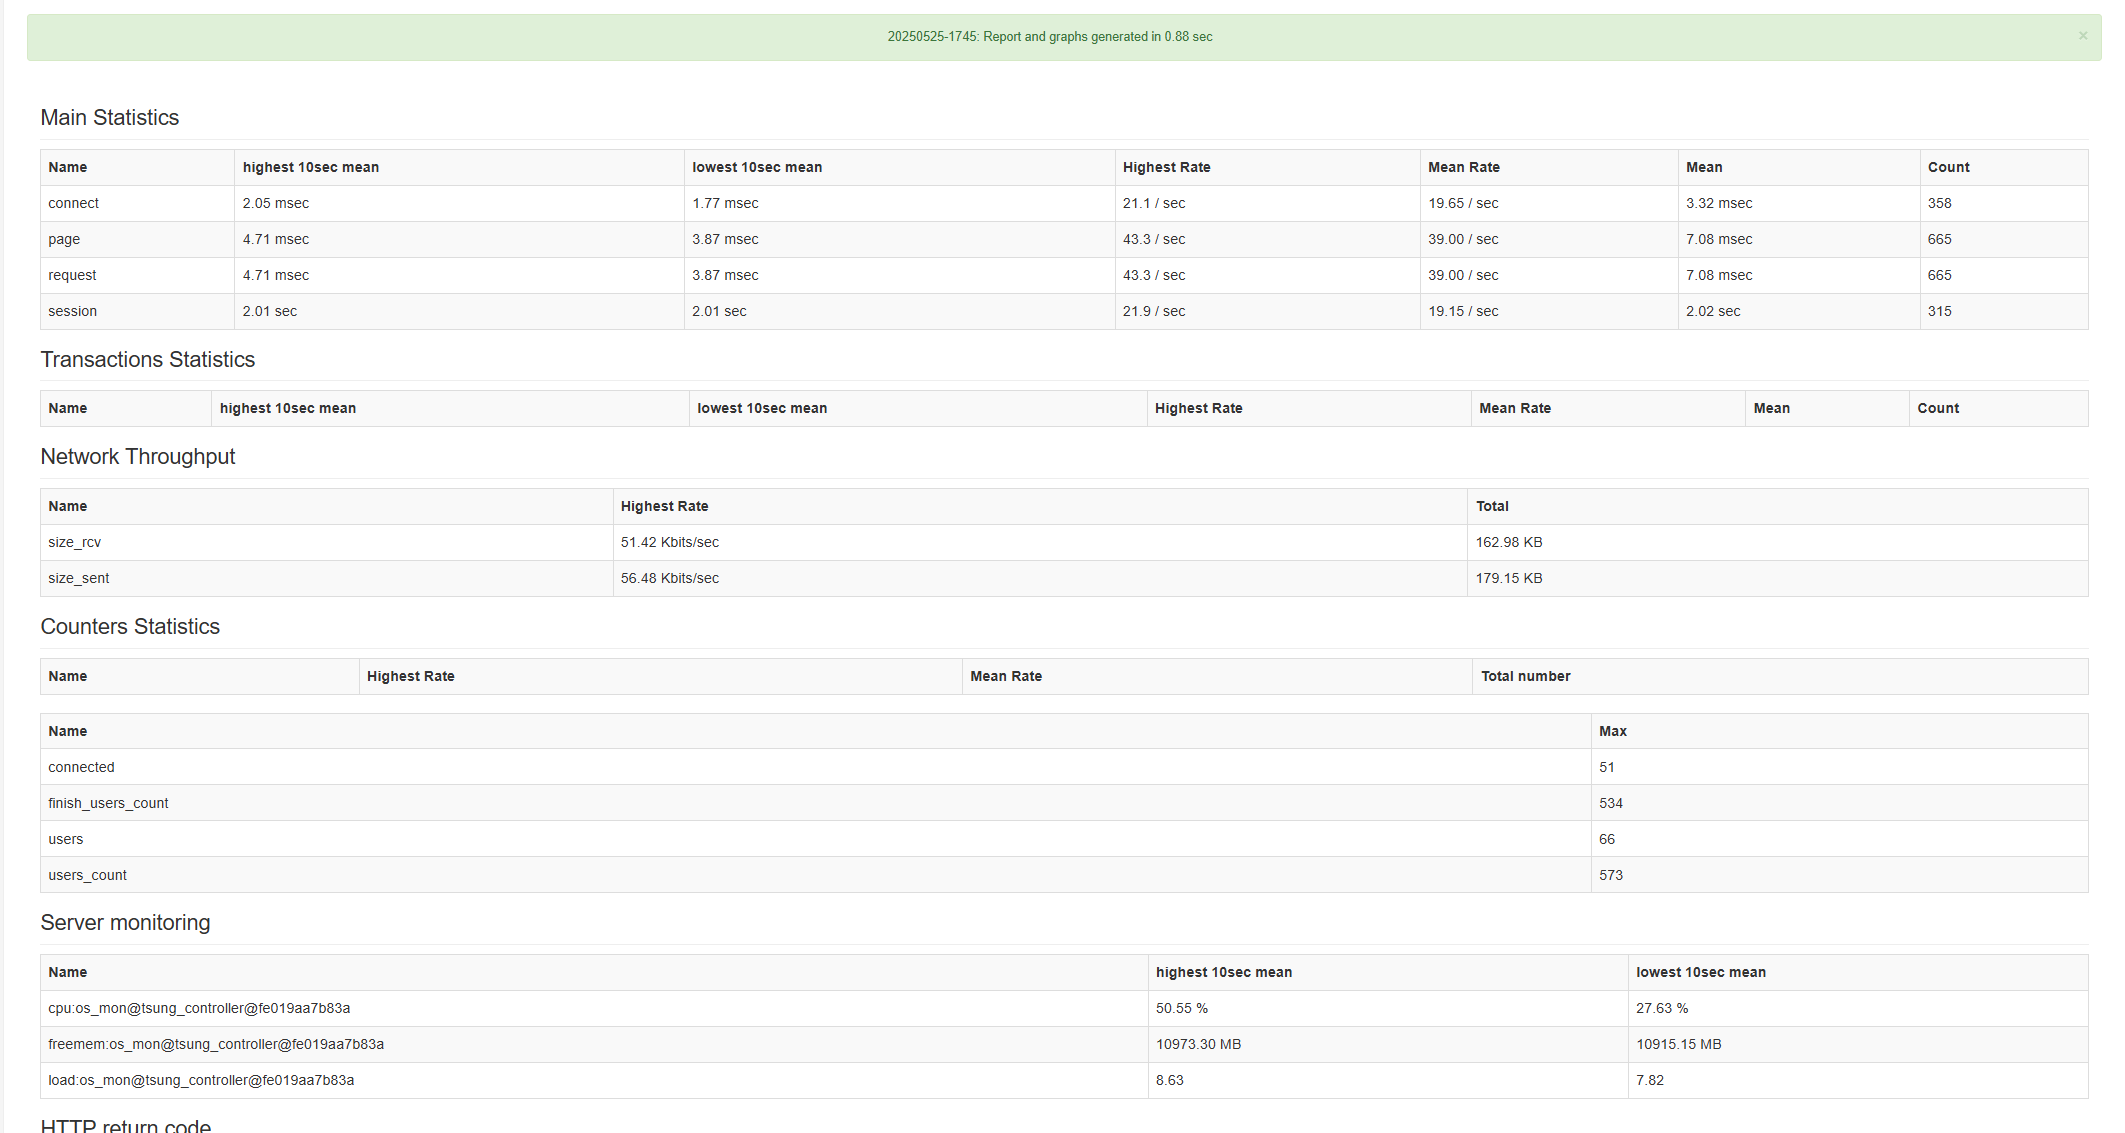 20250525-1745: Report and graphs generated in 0.88 sec ×
Main Statistics
Name highest 10sec mean lowest 10sec mean Highest Rate Mean Rate Mean Count
connect 2.05 msec 1.77 msec 21.1 / sec 19.65 / sec 3.32 msec 358
page 4.71 msec 3.87 msec 43.3 / sec 39.00 / sec 7.08 msec 665
request 4.71 msec 3.87 msec 43.3 / sec 39.00 / sec 7.08 msec 665
session 2.01 sec 2.01 sec 21.9 / sec 19.15 / sec 2.02 sec 315
Transactions Statistics
Name highest 10sec mean lowest 10sec mean Highest Rate Mean Rate Mean Count
Network Throughput
Name Highest Rate Total
size_rcv 51.42 Kbits/sec 162.98 KB
size_sent 56.48 Kbits/sec 179.15 KB
Counters Statistics
Name Highest Rate Mean Rate Total number
Name Max
connected 51
finish_users_count 534
users 66
users_count 573
Server monitoring
Name highest 10sec mean lowest 10sec mean
cpu:os_mon@tsung_controller@fe019aa7b83a 50.55 % 27.63 %
freemem:os_mon@tsung_controller@fe019aa7b83a 10973.30 MB 10915.15 MB
load:os_mon@tsung_controller@fe019aa7b83a 8.63 7.82
HTTP return code